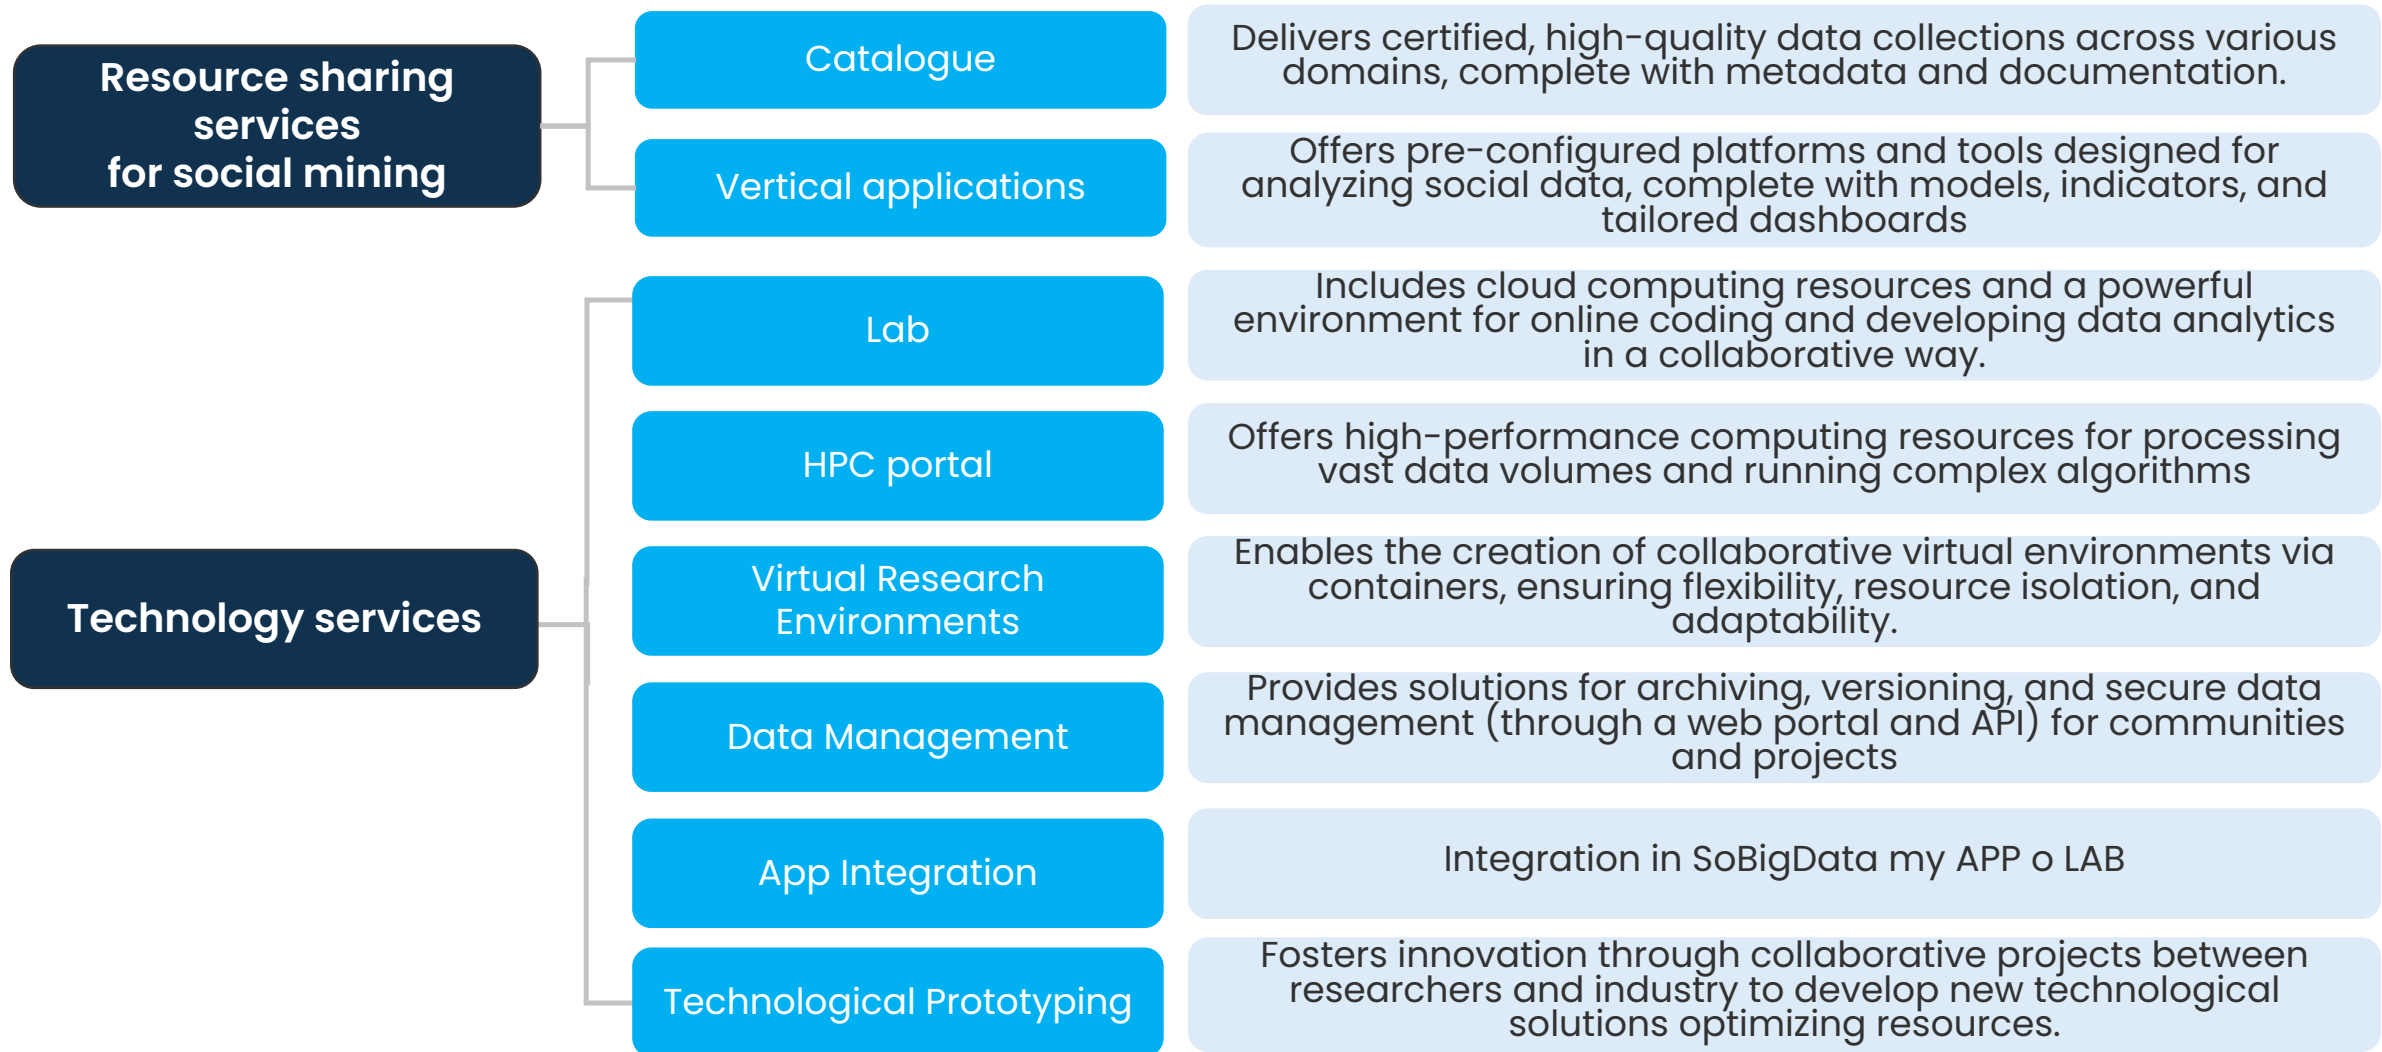 Resource sharing
services
for social mining
Catalogue
Delivers certified, high-quality data collections across various
domains, complete with metadata and documentation.
Vertical applications
Offers pre-configured platforms and tools designed for
analyzing social data, complete with models, indicators, and
tailored dashboards
Technology services
Lab
Includes cloud computing resources and a powerful
environment for online coding and developing data analytics
in a collaborative way.
HPC portal
Offers high-performance computing resources for processing
vast data volumes and running complex algorithms
Virtual Research
Environments
Enables the creation of collaborative virtual environments via
containers, ensuring flexibility, resource isolation, and
adaptability.
Data Management
Provides solutions for archiving, versioning, and secure data
management (through a web portal and API) for communities
and projects
App Integration
Integration in SoBigData my APP o LAB
Technological Prototyping
Fosters innovation through collaborative projects between
researchers and industry to develop new technological
solutions optimizing resources.